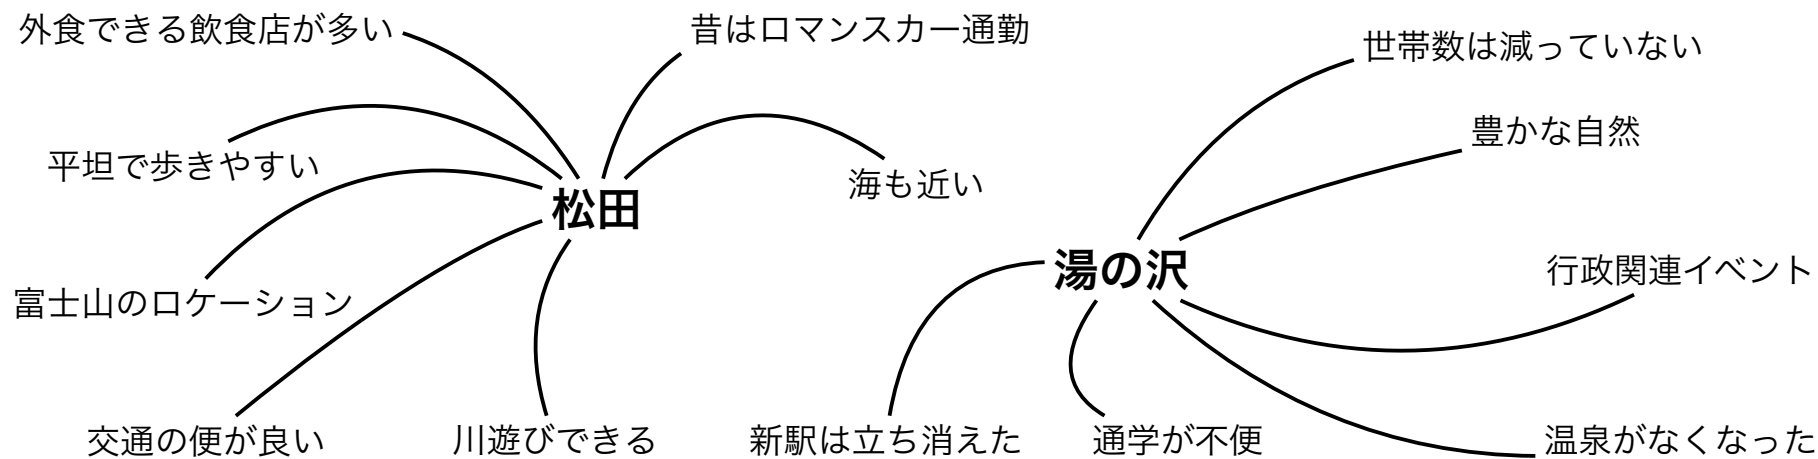 外食できる飲食店が多い
昔はロマンスカー通勤
世帯数は減っていない
豊かな自然
平坦で歩きやすい
海も近い
松田
湯の沢
行政関連イベント
富士山のロケーション
交通の便が良い
川遊びできる
新駅は立ち消えた
通学が不便
温泉がなくなった